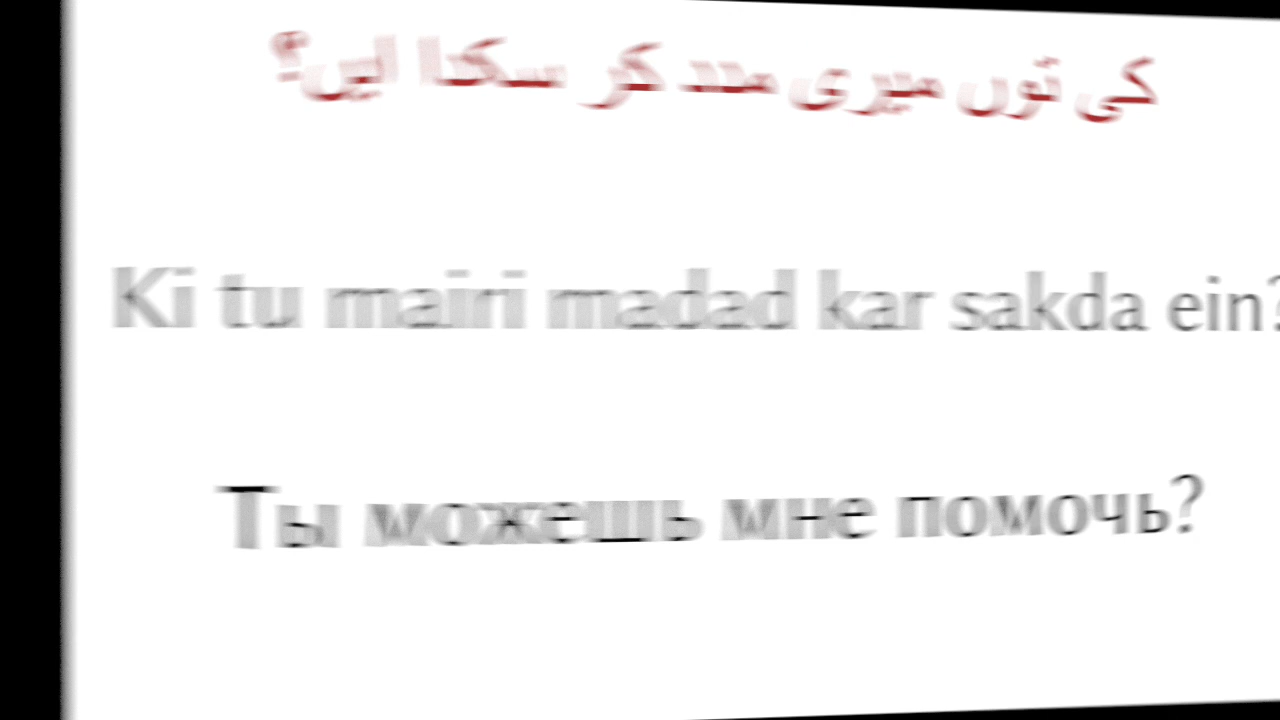 کی توں میری مدد کر سکدا ایں؟
Ki tu mairi madad kar sakda ein?
Ты можешь мне помочь?